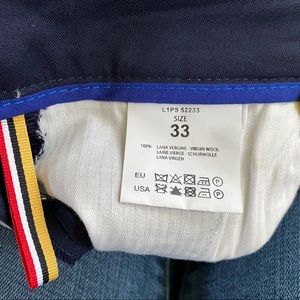 L1PS 52233
SIZE
33
100% LANA VERGINE - VIRGIN WOOL
LAINE VIERGE - SCHURWOLLE
LANA VIRGEN
EU
USA